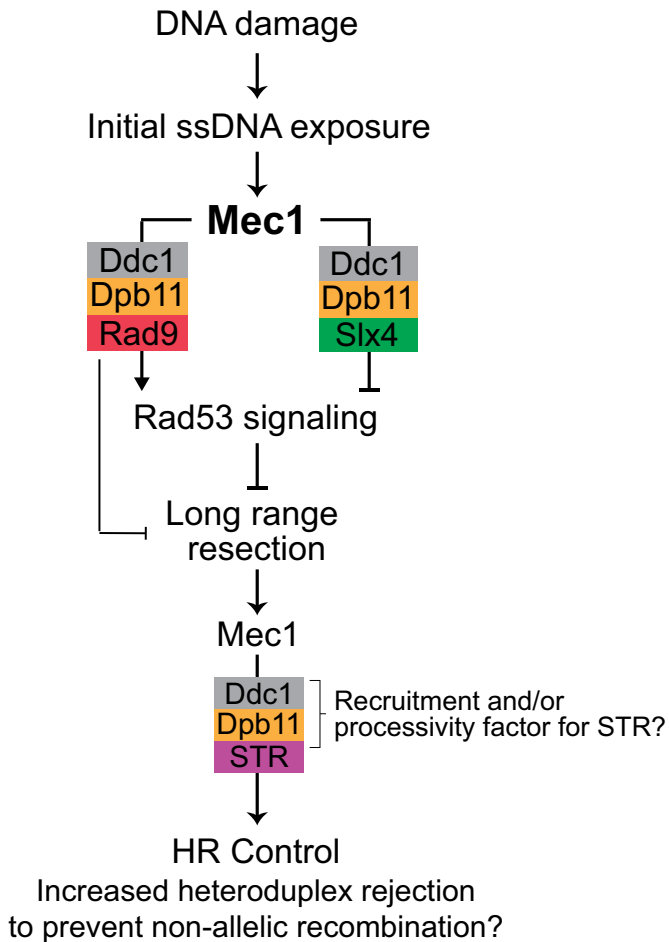 DNA damage
Initial ssDNA exposure
Mec1
Ddc1
Dpb11
Rad9
Ddc1
Dpb11
Slx4
Rad53 signaling
Long range
resection
Mec1
Ddc1
Dpb11
STR
Recruitment and/or
processivity factor for STR?
HR Control
Increased heteroduplex rejection
to prevent non-allelic recombination?